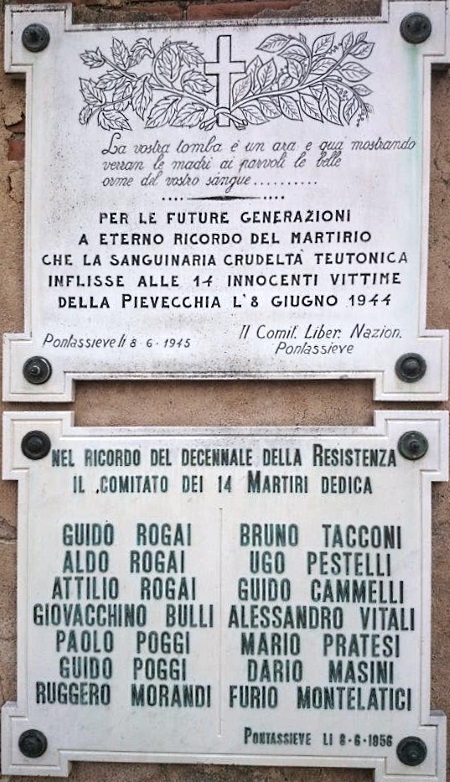 La vostra tomba è un ara e quà mostrando
verran le madri ai parvoli le belle
orme del vostro sangue..........
PER LE FUTURE GENERAZIONI
A ETERNO RICORDO DEL MARTIRIO
CHE LA SANGUINARIA CRUDELTA' TEUTONICA
INFLISSE ALLE 14 INNOCENTI VITTIME
DELLA PIEVECCHIA L'8 GIUGNO 1944
Pontassieve li 8-6-1945
Il Comit. Liber. Nazion.
Pontassieve
NEL RICORDO DEL DECENNALE DELLA RESISTENZA
IL COMITATO DEI 14 MARTIRI DEDICA
GUIDO ROGAI
ALDO ROGAI
ATTILIO ROGAI
GIOVACCHINO BULLI
PAOLO POGGI
GUIDO POGGI
RUGGERO MORANDI
BRUNO TACCONI
UGO PESTELLI
GUIDO CAMMELLI
ALESSANDRO VITALI
MARIO PRATESI
DARIO MASINI
FURIO MONTELATICI
PONTASSIEVE LI 8-6-1956